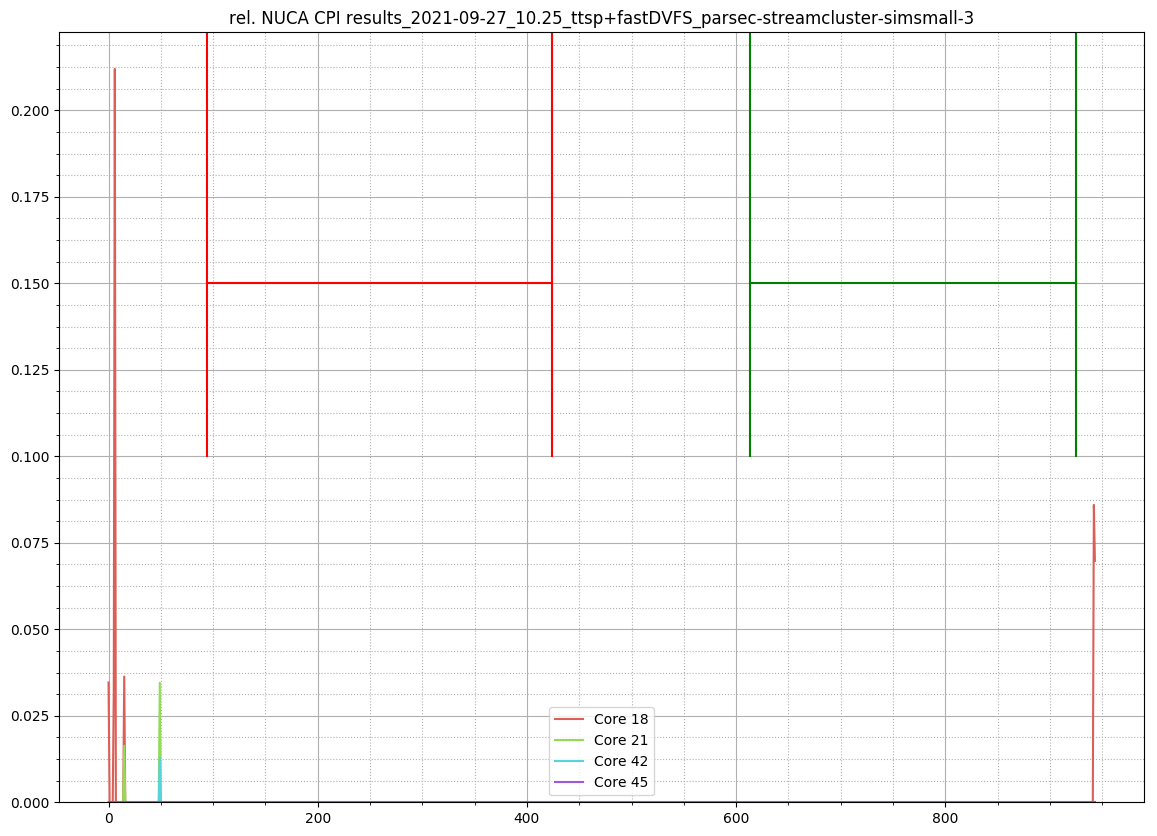 rel. NUCA CPI results_2021-09-27_10.25_ttsp+fastDVFS_parsec-streamcluster-simsmall-3
0.200
0.175
0.150
0.125
0.100
0.075
0.050
0.025
0.000
Core 18
Core 21
Core 42
Core 45
0 200 400 600 800